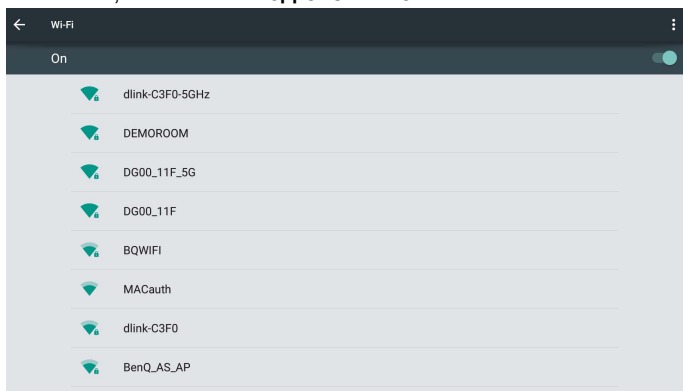 Wi-Fi
On
dlink-C3F0-5GHz
DEMOROOM
DG00_11F_5G
DG00_11F
BQWIFI
MACauth
dlink-C3F0
BenQ_AS_AP